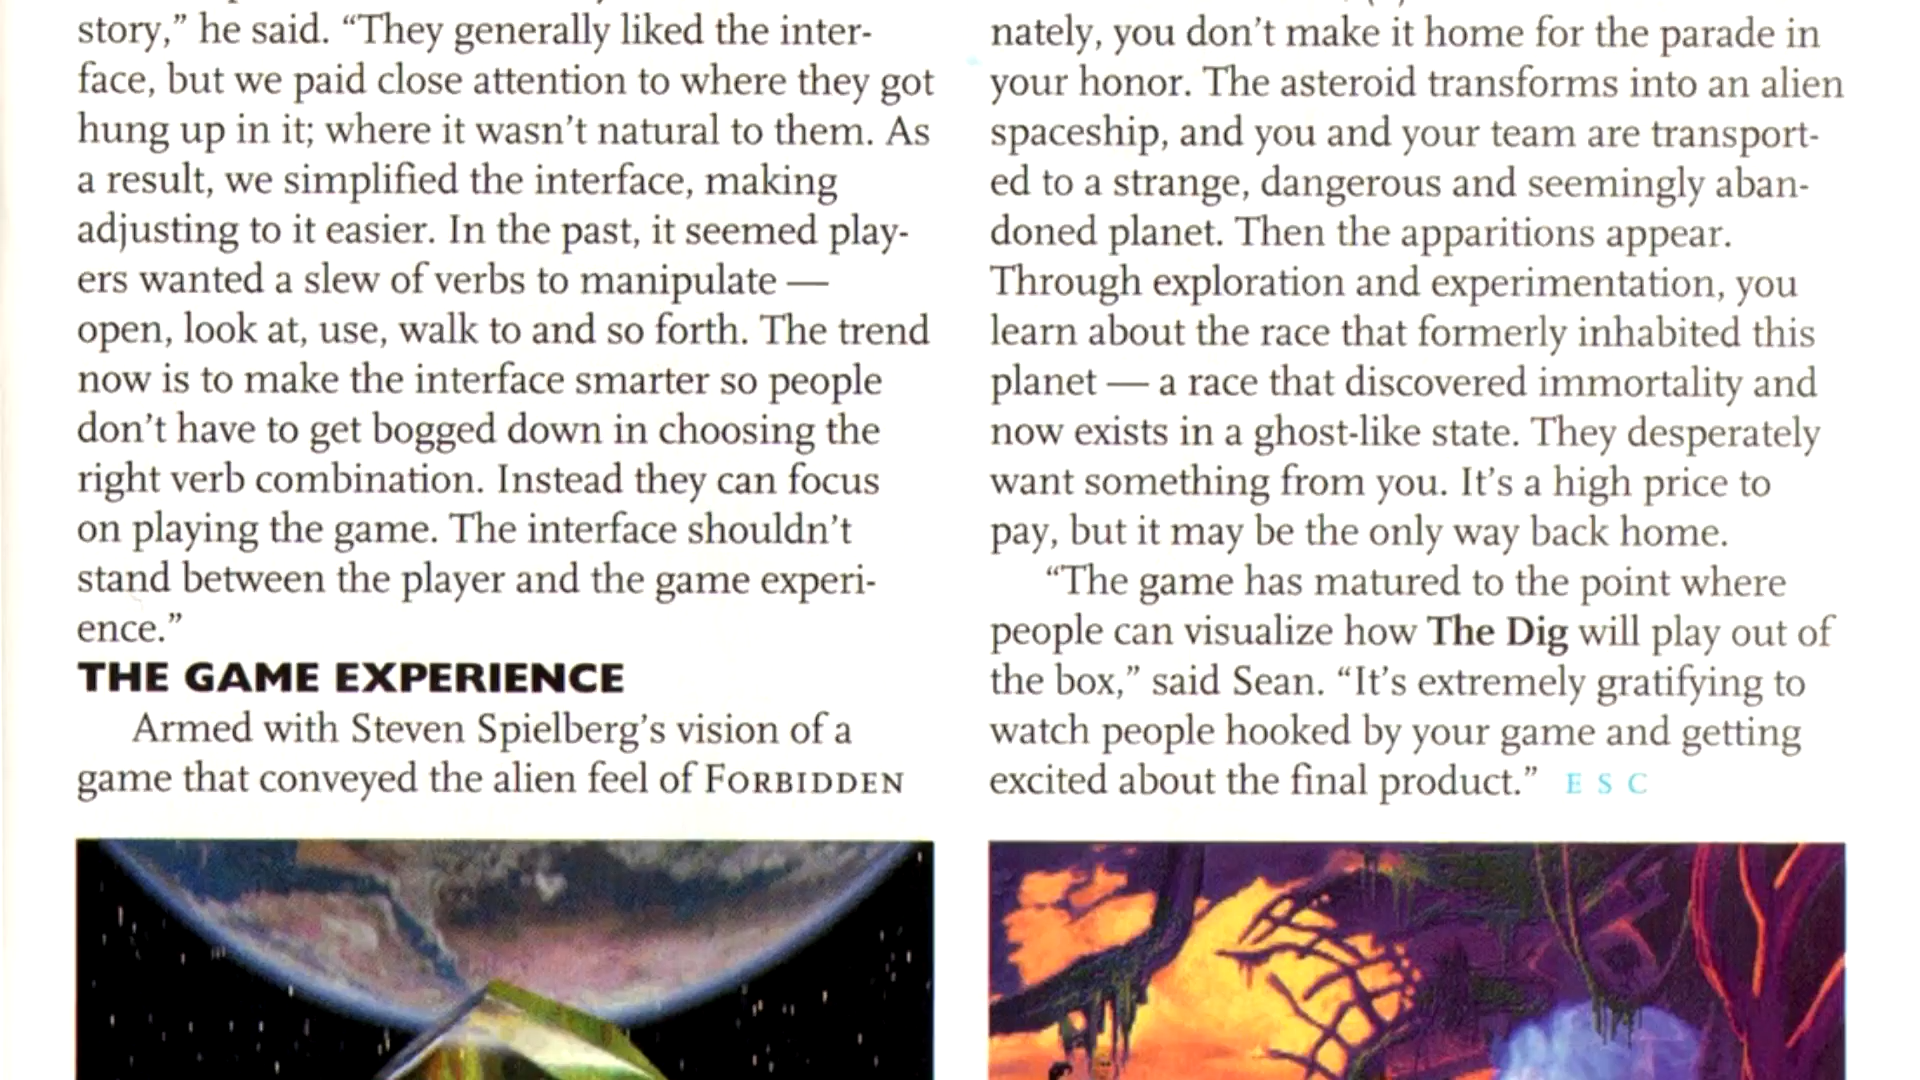 story,” he said. “They generally liked the inter-
face, but we paid close attention to where they got
hung up in it; where it wasn’t natural to them. As
a result, we simplified the interface, making
adjusting to it easier. In the past, it seemed play-
ers wanted a slew of verbs to manipulate —
open, look at, use, walk to and so forth. The trend
now is to make the interface smarter so people
don’t have to get bogged down in choosing the
right verb combination. Instead they can focus
on playing the game. The interface shouldn’t
stand between the player and the game experi-
ence.”
THE GAME EXPERIENCE
Armed with Steven Spielberg’s vision of a
game that conveyed the alien feel of FORBIDDEN
nately, you don’t make it home for the parade in
your honor. The asteroid transforms into an alien
spaceship, and you and your team are transport-
ed to a strange, dangerous and seemingly aban-
doned planet. Then the apparitions appear.
Through exploration and experimentation, you
learn about the race that formerly inhabited this
planet — a race that discovered immortality and
now exists in a ghost-like state. They desperately
want something from you. It’s a high price to
pay, but it may be the only way back home.
“The game has matured to the point where
people can visualize how The Dig will play out of
the box,” said Sean. “It’s extremely gratifying to
watch people hooked by your game and getting
excited about the final product.” E S C